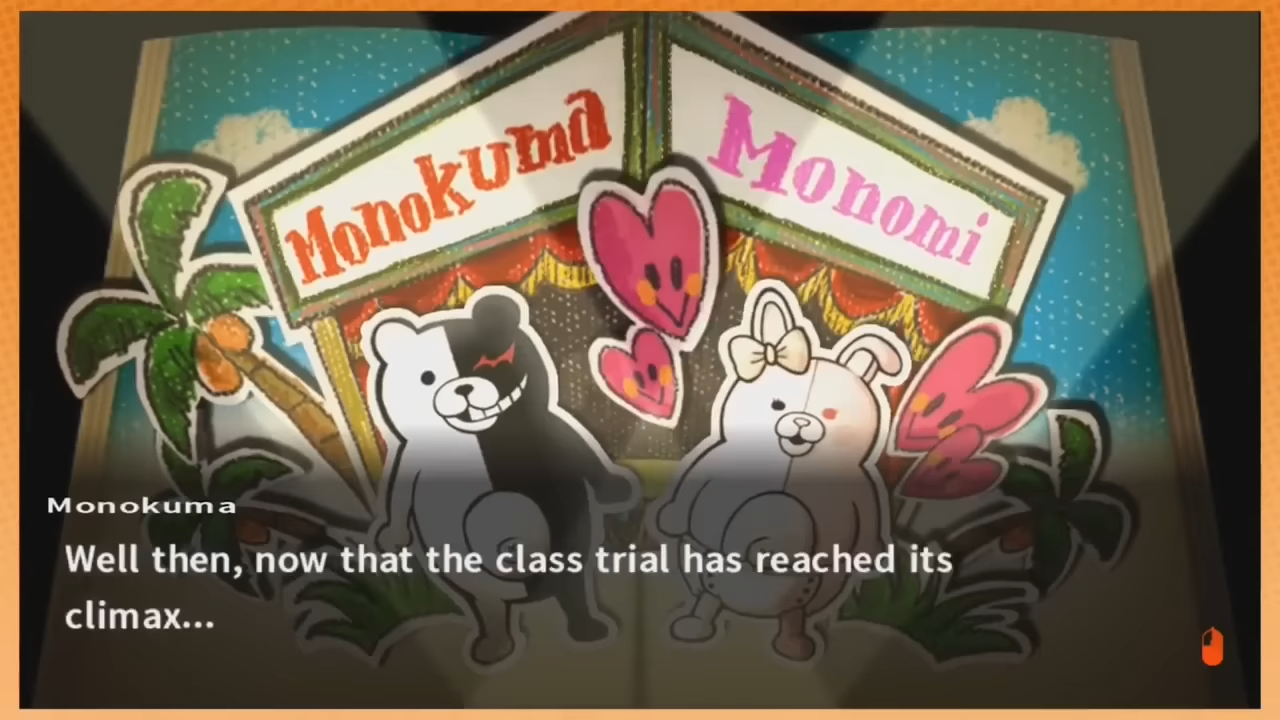 Monokuma
Monomi
Monokuma
Well then, now that the class trial has reached its
climax...